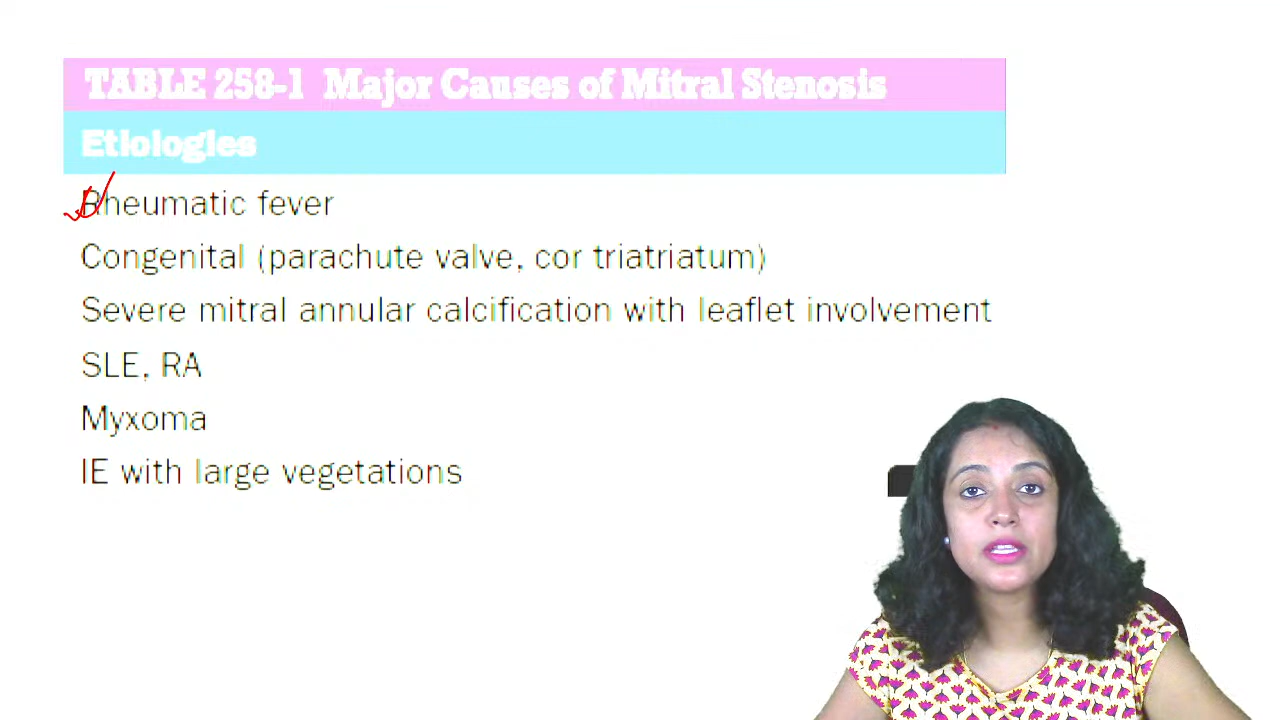 TABLE 258-1 Major Causes of Mitral Stenosis
Etiologies
Rheumatic fever
Congenital (parachute valve, cor triatriatum)
Severe mitral annular calcification with leaflet involvement
SLE, RA
Myxoma
IE with large vegetations